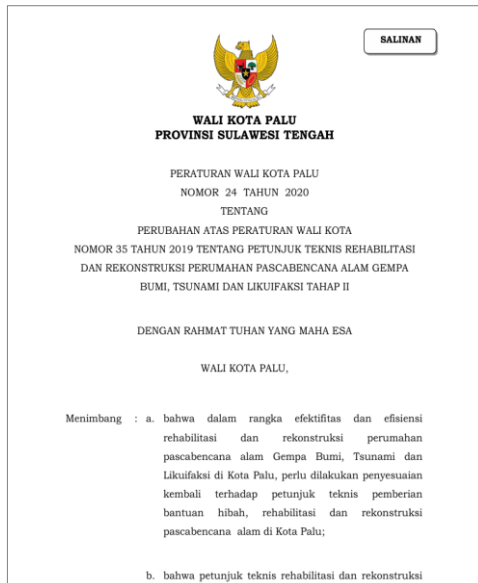 SALINAN
WALI KOTA PALU
PROVINSI SULAWESI TENGAH
PERATURAN WALI KOTA PALU
NOMOR 24 TAHUN 2020
TENTANG
PERUBAHAN ATAS PERATURAN WALI KOTA
NOMOR 35 TAHUN 2019 TENTANG PETUNJUK TEKNIS REHABILITASI
DAN REKONSTRUKSI PERUMAHAN PASCABENCANA ALAM GEMPA
BUMI, TSUNAMI DAN LIKUIFAKSI TAHAP II
DENGAN RAHMAT TUHAN YANG MAHA ESA
WALI KOTA PALU,
Menimbang : a. bahwa dalam rangka efektifitas dan efisiensi
rehabilitasi dan rekonstruksi perumahan
pascabencana alam Gempa Bumi, Tsunami dan
Likuifaksi di Kota Palu, perlu dilakukan penyesuaian
kembali terhadap petunjuk teknis pemberian
bantuan hibah, rehabilitasi dan rekonstruksi
pascabencana alam di Kota Palu;
b. bahwa petunjuk teknis rehabilitasi dan rekonstruksi